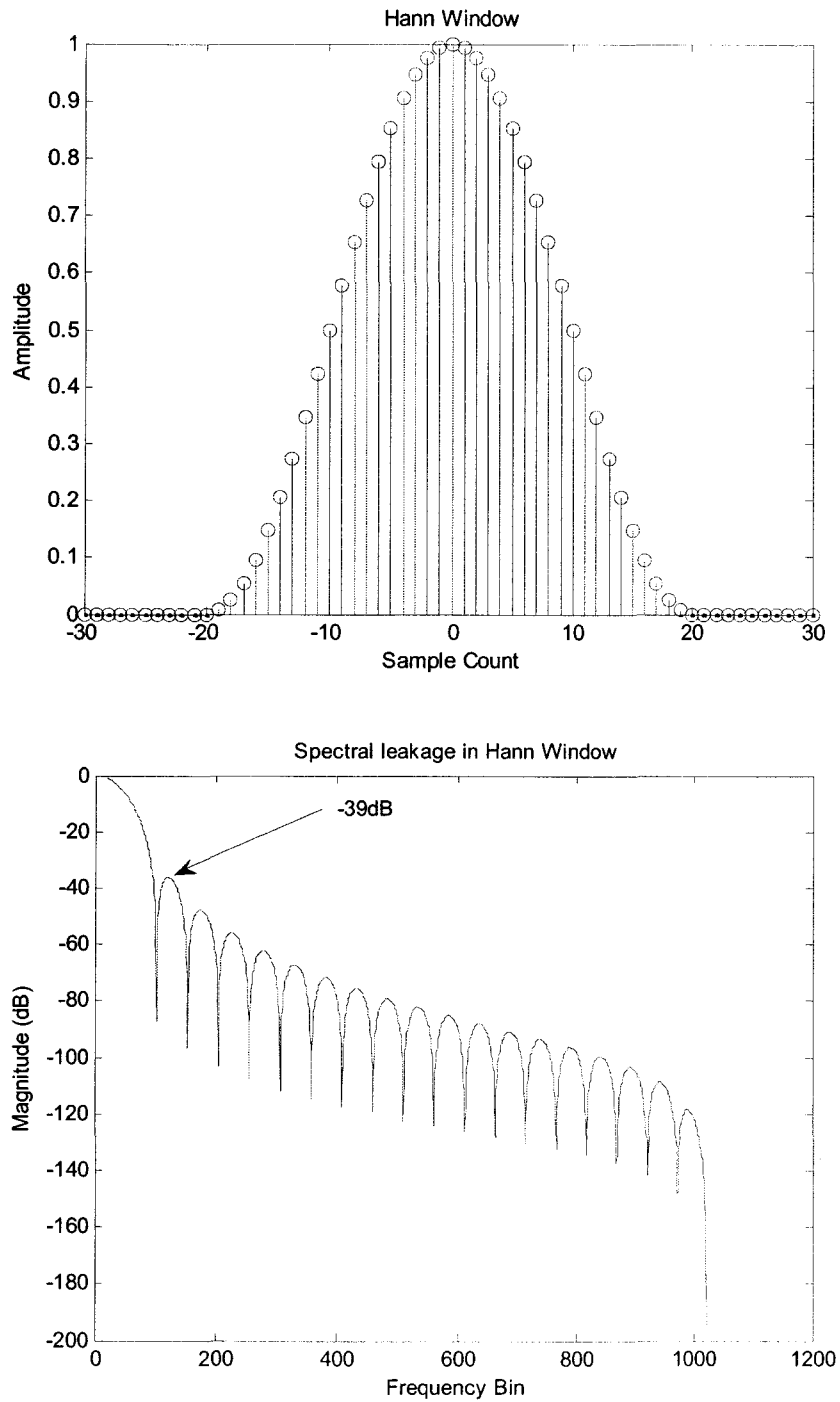 Hann Window
1
0.9
0.8
0.7
0.6
0.5
0.4
0.3
0.2
0.1
0
Amplitude
-30 -20 -10 0 10 20 30
Sample Count
Spectral leakage in Hann Window
0
-20
-40
-60
-80
-100
-120
-140
-160
-180
-200
Magnitude (dB)
-39dB
0 200 400 600 800 1000 1200
Frequency Bin